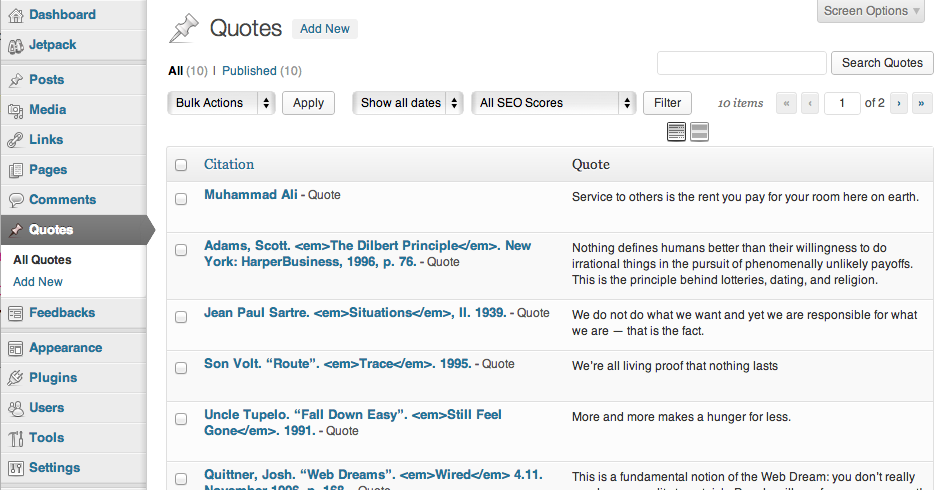 Dashboard
Jetpack
Posts
Media
Links
Pages
Comments
Quotes
All Quotes
Add New
Feedbacks
Appearance
Plugins
Users
Tools
Settings
Screen Options
Quotes Add New
All (10) | Published (10)
Search Quotes
Bulk Actions Apply Show all dates All SEO Scores Filter 10 items « ‹ 1 of 2 › »
Citation Quote
Muhammad Ali - Quote
Service to others is the rent you pay for your room here on earth.
Adams, Scott. <em>The Dilbert Principle</em>. New
York: HarperBusiness, 1996, p. 76. - Quote
Nothing defines humans better than their willingness to do
irrational things in the pursuit of phenomenally unlikely payoffs.
This is the principle behind lotteries, dating, and religion.
Jean Paul Sartre. <em>Situations</em>, II. 1939. - Quote
We do not do what we want and yet we are responsible for what
we are — that is the fact.
Son Volt. “Route”. <em>Trace</em>. 1995. - Quote
We’re all living proof that nothing lasts
Uncle Tupelo. “Fall Down Easy”. <em>Still Feel
Gone</em>. 1991. - Quote
More and more makes a hunger for less.
Quittner, Josh. “Web Dreams”. <em>Wired</em> 4.11.
November 1996, p. 168. - Quote
This is a fundamental notion of the Web Dream: you don’t really